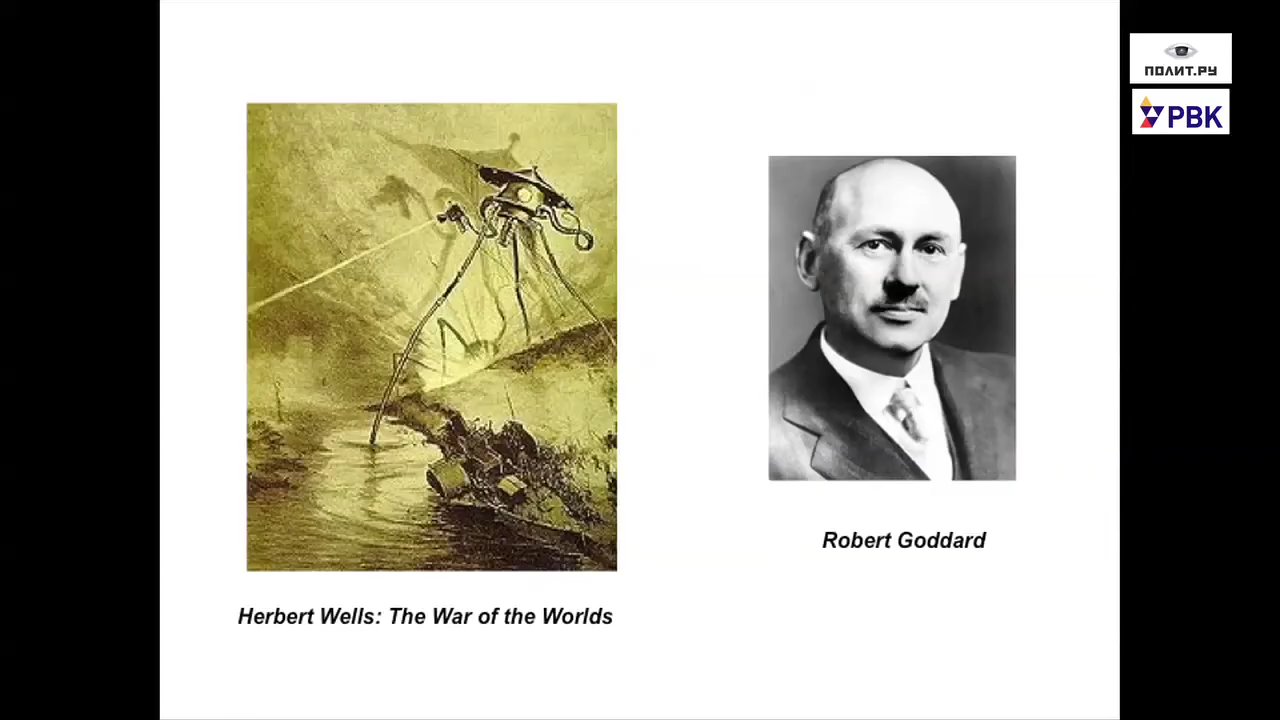 ПОЛИТ.РУ
РВК
Robert Goddard
Herbert Wells: The War of the Worlds